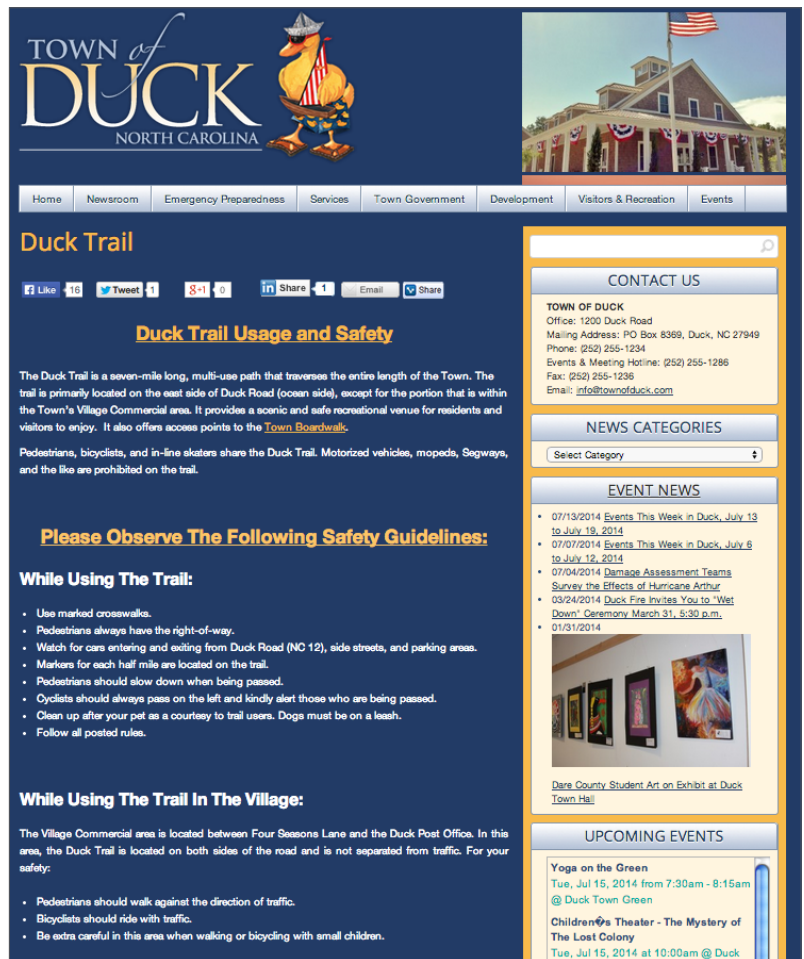 TOWN of
DUCK
NORTH CAROLINA
Home
Newsroom
Emergency Preparedness
Services
Town Government
Development
Visitors & Recreation
Events
Duck Trail
Like 16
Tweet 1
g+1 0
in Share 1
Email
Share
Duck Trail Usage and Safety
The Duck Trail is a seven-mile long, multi-use path that traverses the entire length of the Town. The
trail is primarily located on the east side of Duck Road (ocean side), except for the portion that is within
the Town's Village Commercial area. It provides a scenic and safe recreational venue for residents and
visitors to enjoy. It also offers access points to the Town Boardwalk.
Pedestrians, bicyclists, and in-line skaters share the Duck Trail. Motorized vehicles, mopeds, Segways,
and the like are prohibited on the trail.
Please Observe The Following Safety Guidelines:
While Using The Trail:
• Use marked crosswalks.
• Pedestrians always have the right-of-way.
• Watch for cars entering and exiting from Duck Road (NC 12), side streets, and parking areas.
• Markers for each half mile are located on the trail.
• Pedestrians should slow down when being passed.
• Cyclists should always pass on the left and kindly alert those who are being passed.
• Clean up after your pet as a courtesy to trail users. Dogs must be on a leash.
• Follow all posted rules.
While Using The Trail In The Village:
The Village Commercial area is located between Four Seasons Lane and the Duck Post Office. In this
area, the Duck Trail is located on both sides of the road and is not separated from traffic. For your
safety:
• Pedestrians should walk against the direction of traffic.
• Bicyclists should ride with traffic.
• Be extra careful in this area when walking or bicycling with small children.
CONTACT US
TOWN OF DUCK
Office: 1200 Duck Road
Mailing Address: PO Box 8369, Duck, NC 27949
Phone: (252) 255-1234
Events & Meeting Hotline: (252) 255-1286
Fax: (252) 255-1236
Email: info@townofduck.com
NEWS CATEGORIES
Select Category
EVENT NEWS
• 07/13/2014 Events This Week in Duck, July 13
to July 19, 2014
• 07/07/2014 Events This Week in Duck, July 6
to July 12, 2014
• 07/04/2014 Damage Assessment Teams
Survey the Effects of Hurricane Arthur
• 03/24/2014 Duck Fire Invites You to "Wet
Down" Ceremony March 31, 5:30 p.m.
• 01/31/2014
Dare County Student Art on Exhibit at Duck
Town Hall
UPCOMING EVENTS
Yoga on the Green
Tue, Jul 15, 2014 from 7:30am - 8:15am
@ Duck Town Green
Children�s Theater - The Mystery of
The Lost Colony
Tue, Jul 15, 2014 at 10:00am @ Duck